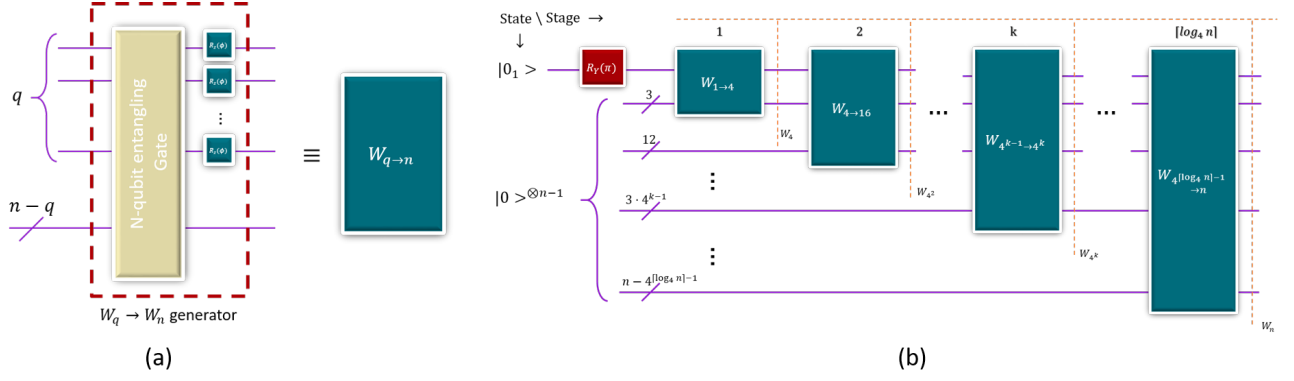 q
n − q
N-qubit entangling
Gate
R_z(ϕ)
R_z(ϕ)
⋮
R_z(ϕ)
W_q → W_n generator
≡
W_{q→n}
(a)
State \ Stage →
↓
1
2
k
⌈log_4 n⌉
|0_1 >
R_Y(π)
W_{1→4}
3
W_4
W_{4→16}
12
W_{4^2}
...
W_{4^{k−1}→4^k}
W_{4^k}
...
W_{4^{⌈log_4 n⌉−1}
→n}
W_n
|0 >^{⊗n−1}
⋮
3 · 4^{k−1}
⋮
n − 4^{⌈log_4 n⌉−1}
(b)